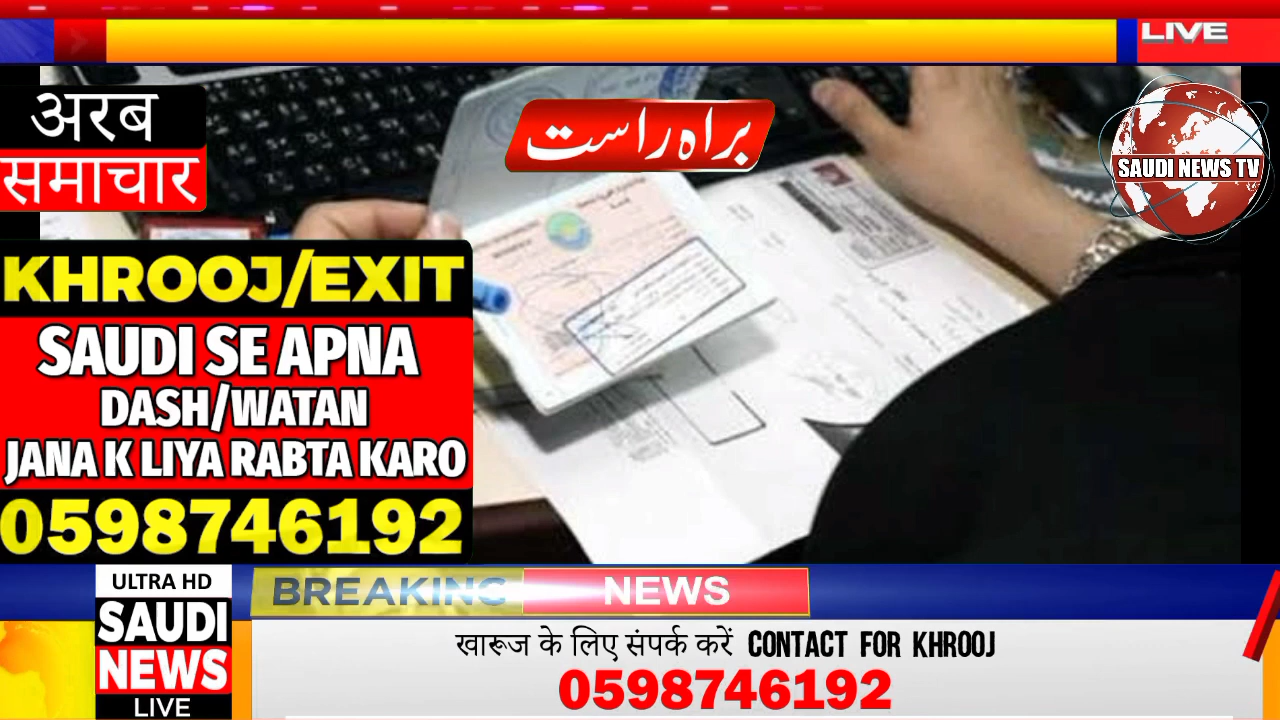 LIVE
अरब
समाचार
براہ راست
SAUDI NEWS TV
KHROOJ/EXIT
SAUDI SE APNA
DASH/WATAN
JANA K LIYA RABTA KARO
0598746192
ULTRA HD
SAUDI
NEWS
LIVE
BREAKING NEWS
खारूज के लिए संपर्क करें CONTACT FOR KHROOJ
0598746192